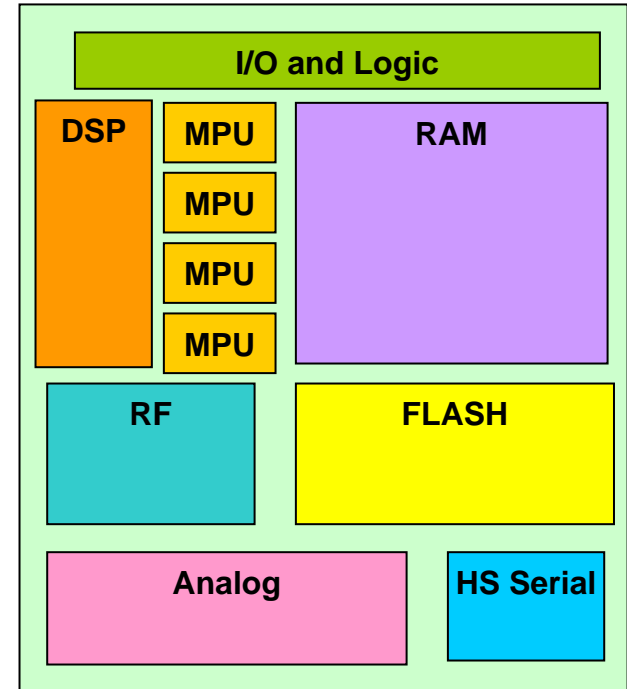 I/O and Logic
DSP
MPU
RAM
MPU
MPU
MPU
RF
FLASH
Analog
HS Serial